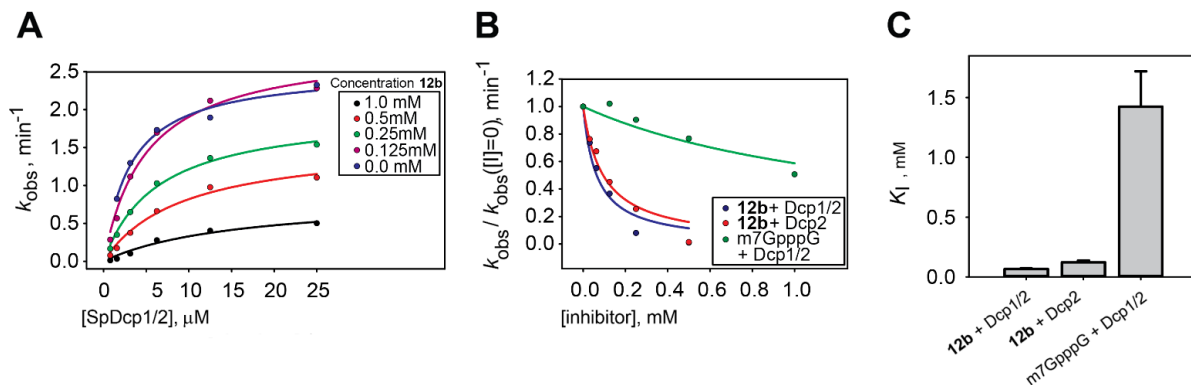 A
k_obs, min⁻¹
2.5
2.0
1.5
1.0
0.5
0.0
0
5
10
15
20
25
[SpDcp1/2], μM
Concentration 12b
1.0 mM
0.5mM
0.25mM
0.125mM
0.0 mM
B
k_obs / k_obs([I]=0), min⁻¹
1.2
1.0
0.8
0.6
0.4
0.2
0.0
0.0
0.2
0.4
0.6
0.8
1.0
[inhibitor], mM
12b + Dcp1/2
12b + Dcp2
m7GpppG
+ Dcp1/2
C
K_I , mM
1.5
1.0
0.5
0.0
12b + Dcp1/2
12b + Dcp2
m7GpppG + Dcp1/2